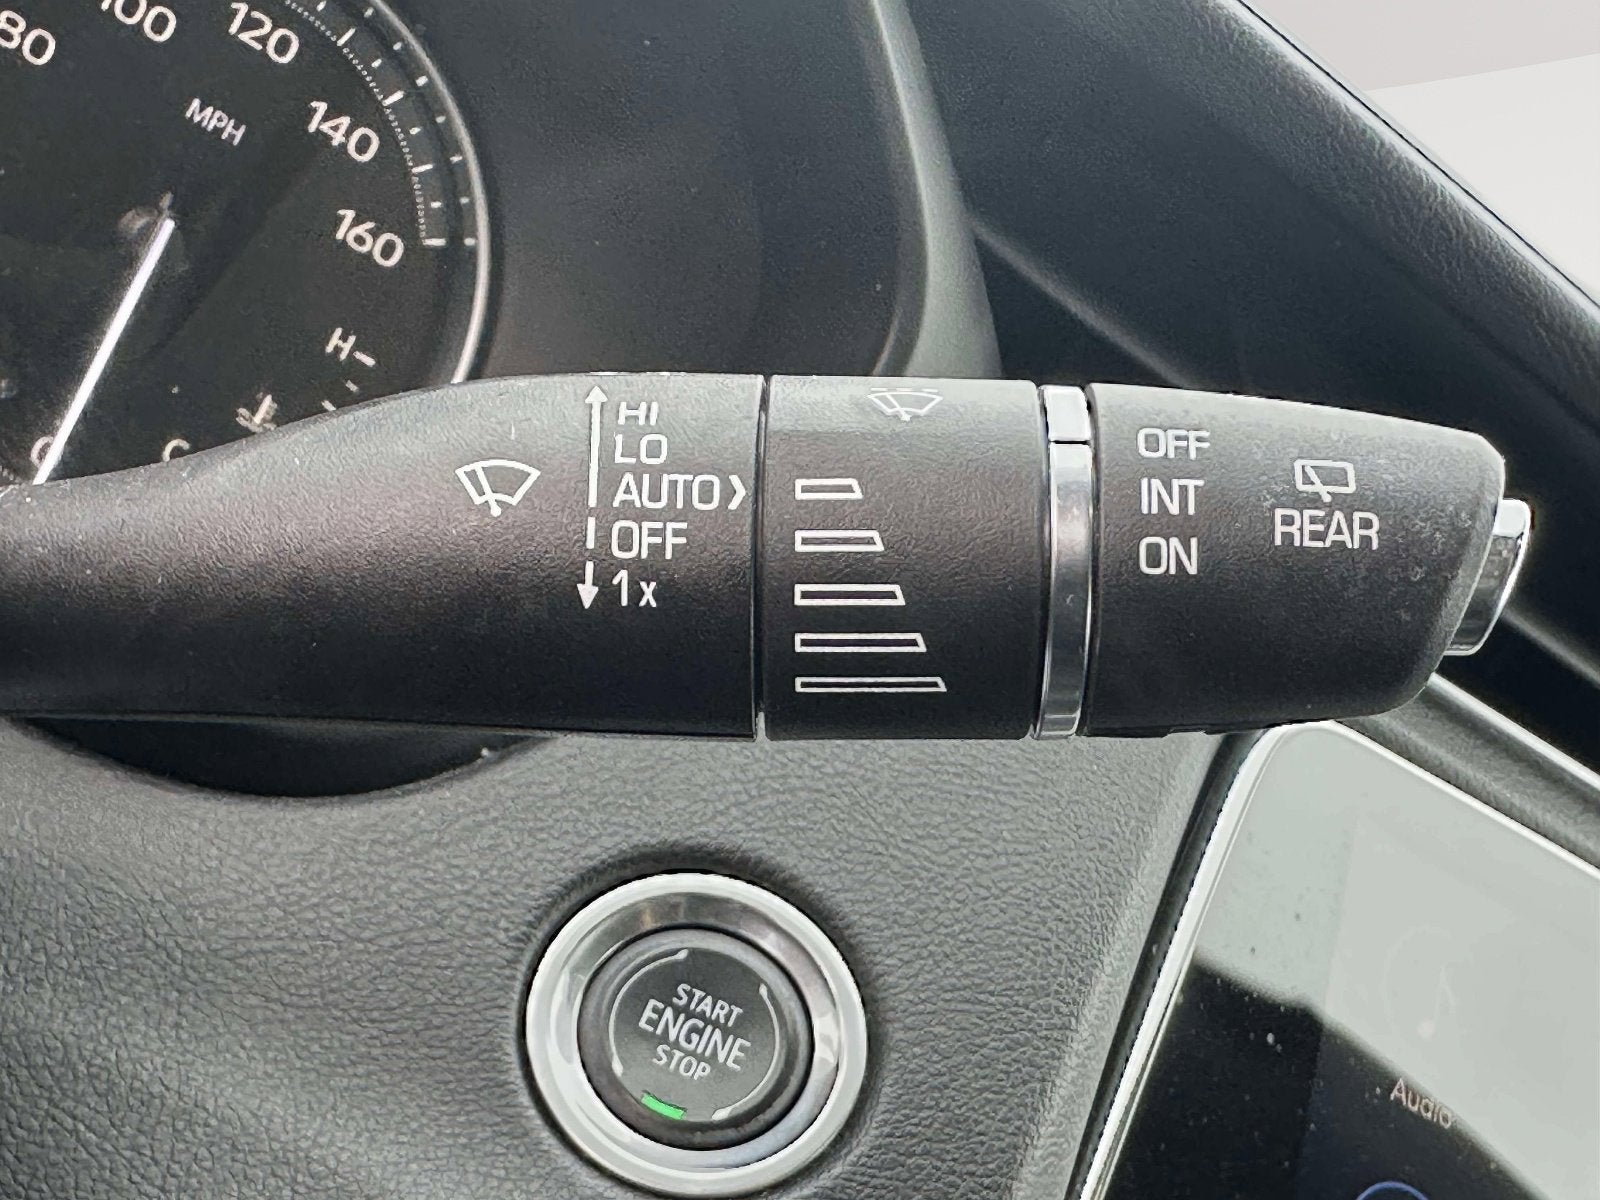 80
100
120
140
160
MPH
H
C
HI
LO
AUTO
OFF
1x
OFF
INT
ON
REAR
START
ENGINE
STOP
Audio